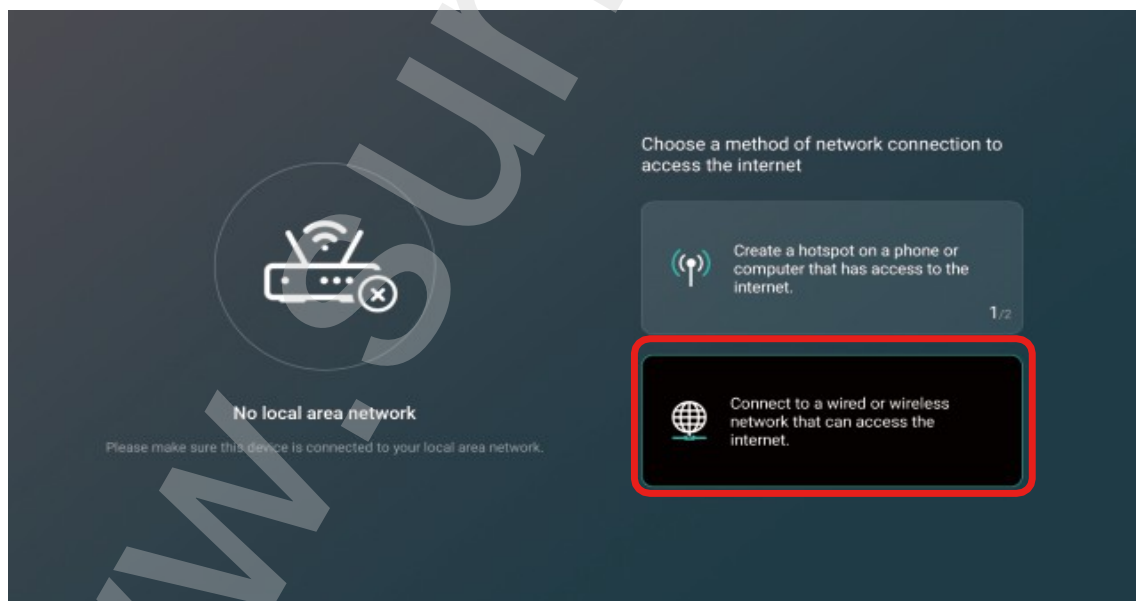 Choose a method of network connection to
access the internet
Create a hotspot on a phone or
computer that has access to the
internet.
1/2
No local area network
Please make sure this device is connected to your local area network.
Connect to a wired or wireless
network that can access the
internet.
w.sur